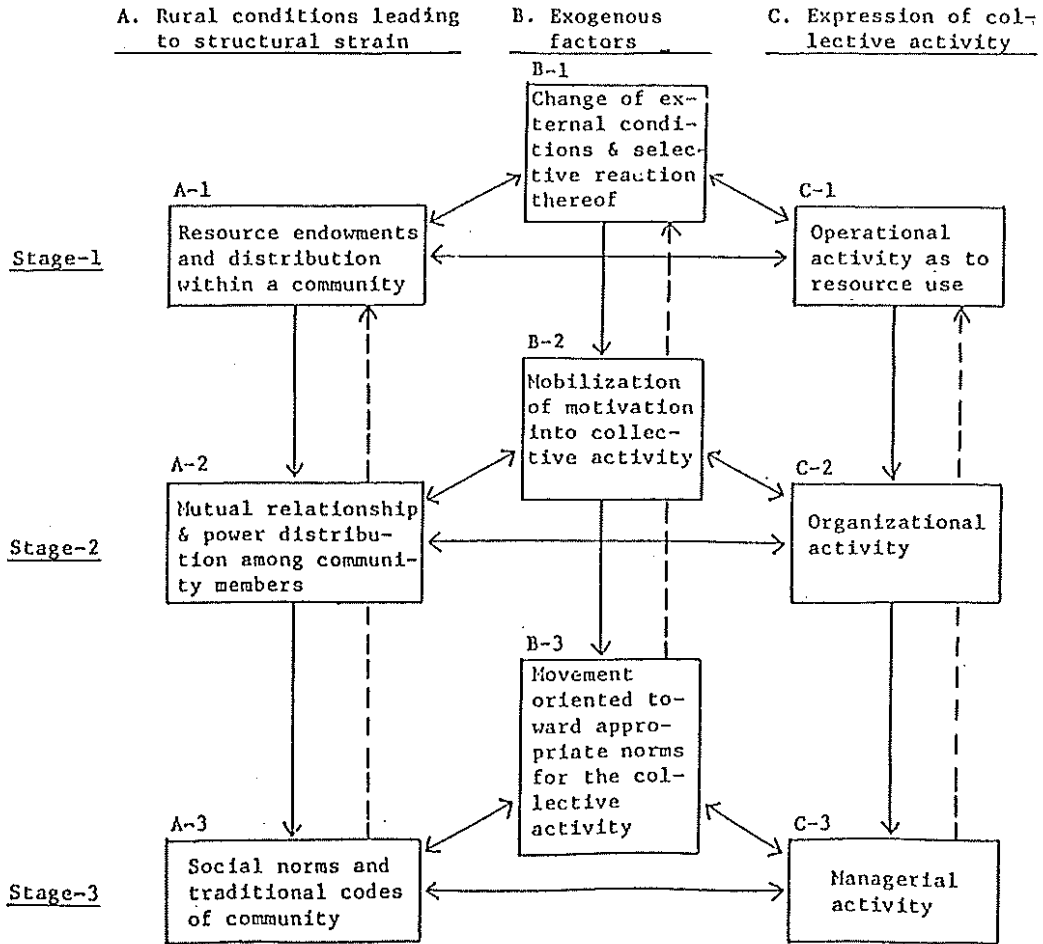 A. Rural conditions leading
to structural strain
B. Exogenous
factors
C. Expression of col-
lective activity
B-1
Change of ex-
ternal condi-
tions & selec-
tive reaction
thereof
A-1
Resource endowments
and distribution
within a community
C-1
Operational
activity as to
resource use
Stage-1
B-2
Mobilization
of motivation
into collec-
tive activity
A-2
Mutual relationship
& power distribu-
tion among communi-
ty members
C-2
Organizational
activity
Stage-2
B-3
Movement
oriented to-
ward appro-
priate norms
for the col-
lective
activity
A-3
Social norms and
traditional codes
of community
C-3
Managerial
activity
Stage-3